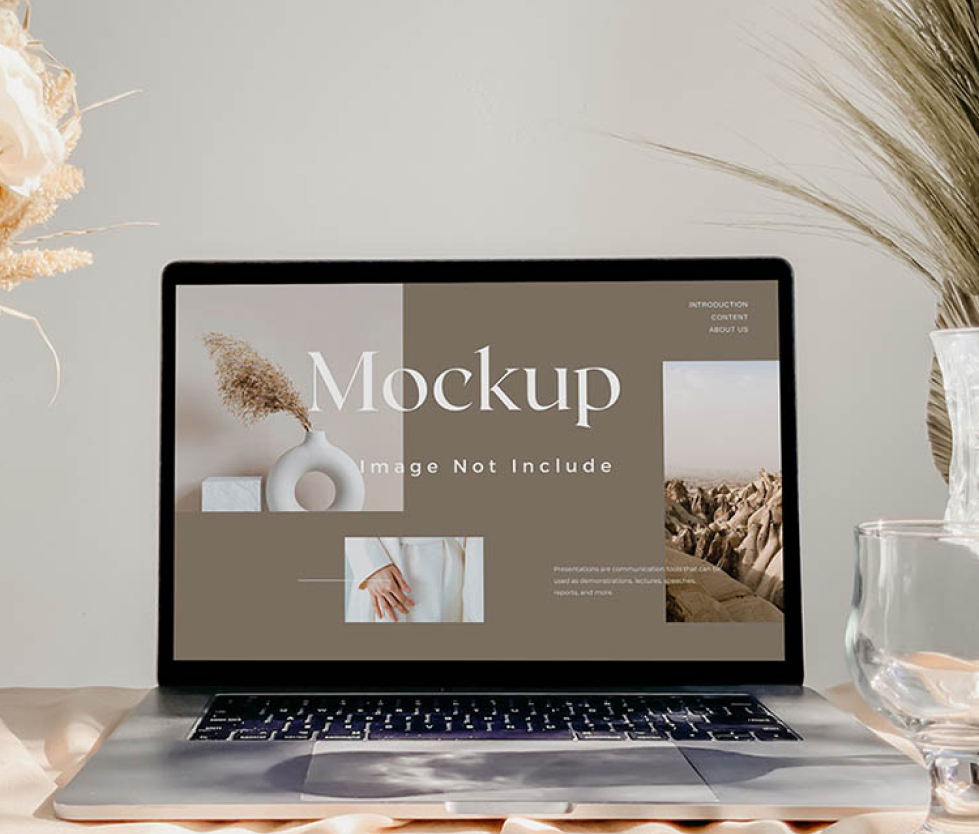 INTRODUCTION
CONTENT
ABOUT US
Mockup
Image Not Include
Presentations are communication tools that can be
used as demonstrations, lectures, speeches,
reports, and more.